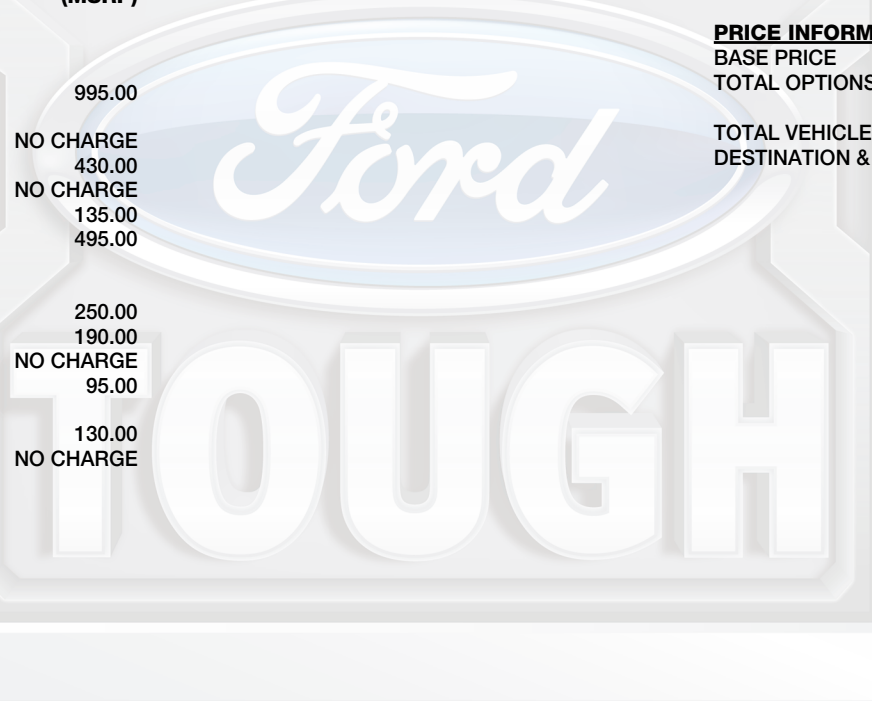 (MSRP)
995.00
NO CHARGE
430.00
NO CHARGE
135.00
495.00
250.00
190.00
NO CHARGE
95.00
130.00
NO CHARGE
PRICE INFORM
BASE PRICE
TOTAL OPTIONS
TOTAL VEHICLE
DESTINATION &
Ford
TOUGH